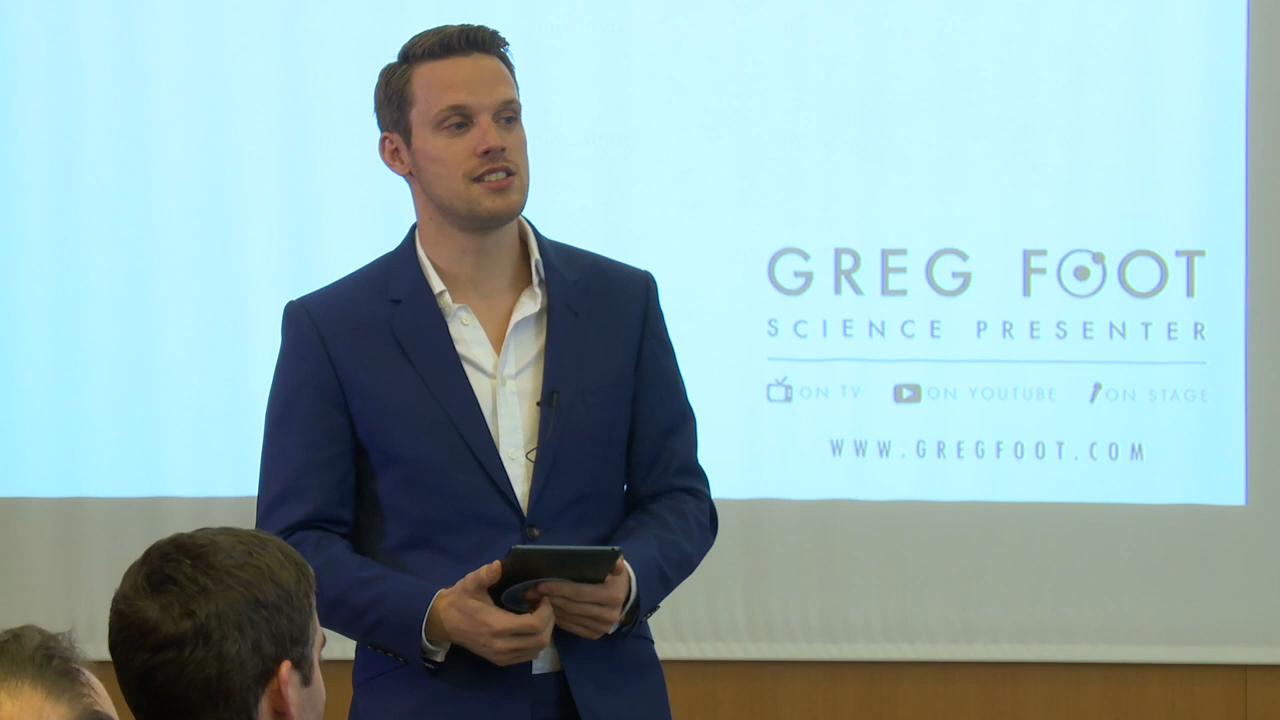 GREG FOOT
SCIENCE PRESENTER
ON TV ON YOUTUBE ON STAGE
WWW.GREGFOOT.COM